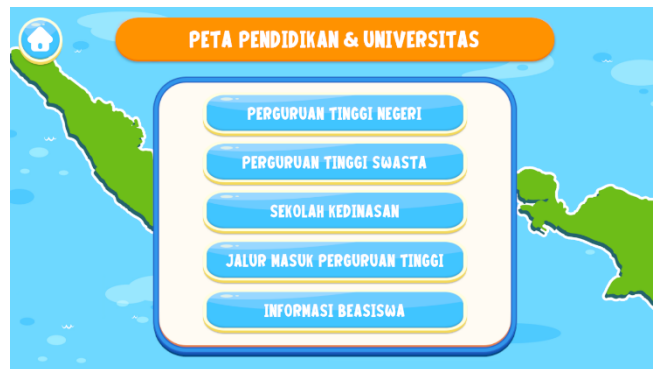 PETA PENDIDIKAN & UNIVERSITAS
PERGURUAN TINGGI NEGERI
PERGURUAN TINGGI SWASTA
SEKOLAH KEDINASAN
JALUR MASUK PERGURUAN TINGGI
INFORMASI BEASISWA